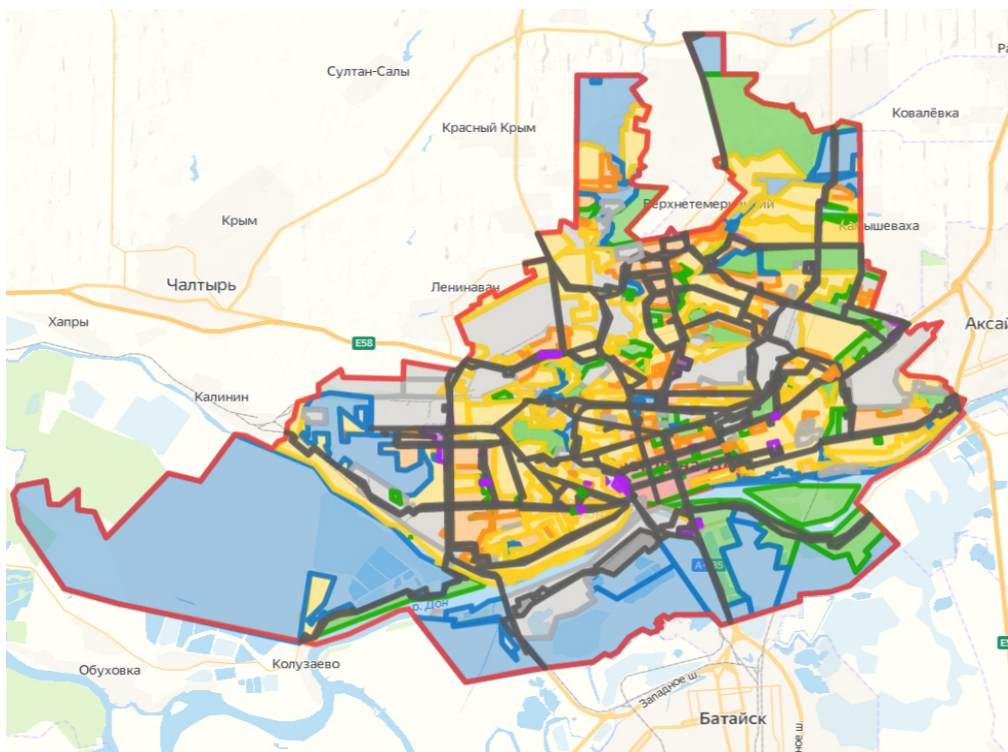 Султан-Салы
Ра
Ковалёвка
Красный Крым
Верхнетемерницкий
Крым
Камышеваха
Чалтырь
Ленинаван
Хапры
Аксай
E58
Калинин
р. Дон
Обуховка
Колузаево
Западное ш
Батайск